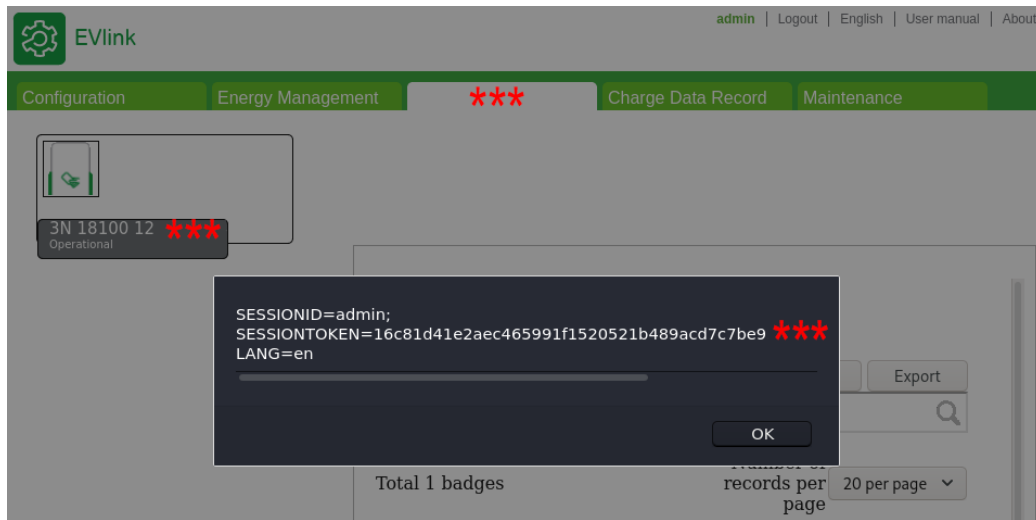 admin | Logout | English | User manual | About
EVlink
Configuration Energy Management *** Charge Data Record Maintenance
3N 18100 12 ***
Operational
SESSIONID=admin;
SESSIONTOKEN=16c81d41e2aec465991f1520521b489acd7c7be9 ***
LANG=en
Export
OK
Total 1 badges
records per
page
20 per page